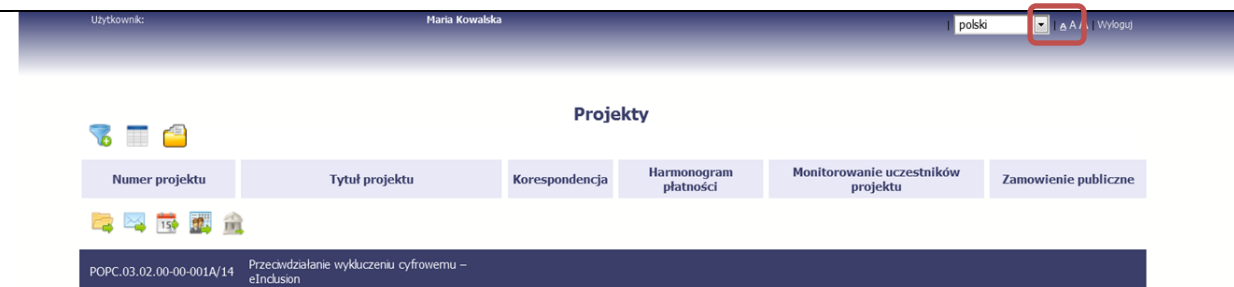 Użytkownik: Maria Kowalska | polski | A A A | Wyloguj
Projekty
Numer projektu Tytuł projektu Korespondencja Harmonogram płatności Monitorowanie uczestników projektu Zamowienie publiczne
15
POPC.03.02.00-00-001A/14 Przeciwdziałanie wykluczeniu cyfrowemu –
eInclusion